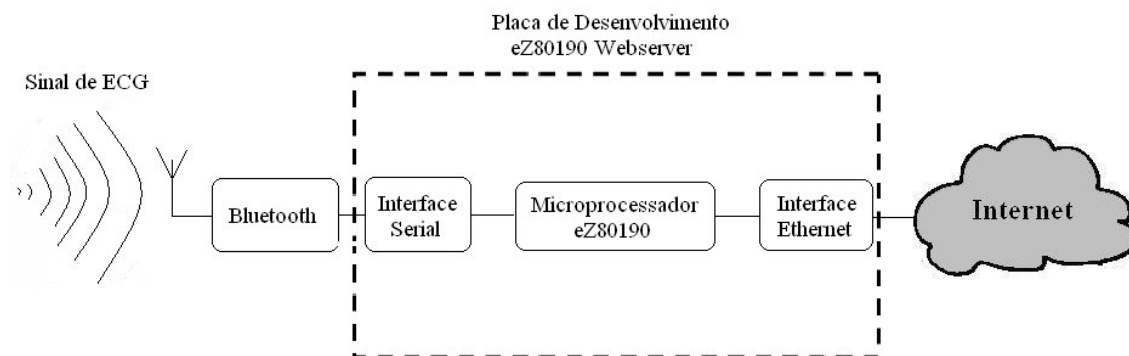 Placa de Desenvolvimento
eZ80190 Webserver
Sinal de ECG
Bluetooth
Interface
Serial
Microprocessador
eZ80190
Interface
Ethernet
Internet